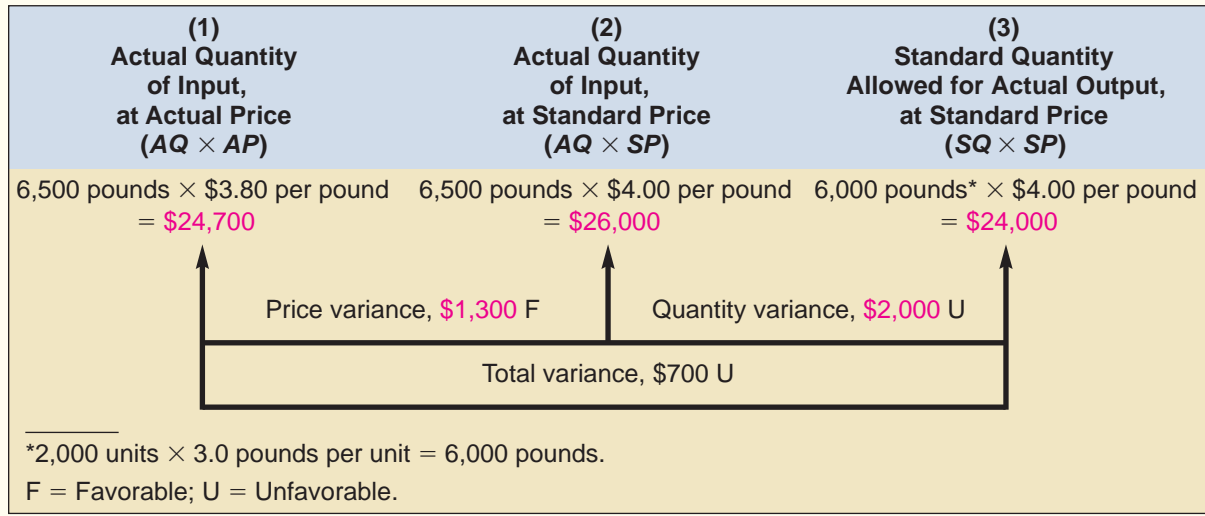 (1)
Actual Quantity
of Input,
at Actual Price
(AQ × AP)
(2)
Actual Quantity
of Input,
at Standard Price
(AQ × SP)
(3)
Standard Quantity
Allowed for Actual Output,
at Standard Price
(SQ × SP)
6,500 pounds × $3.80 per pound
= $24,700
6,500 pounds × $4.00 per pound
= $26,000
6,000 pounds* × $4.00 per pound
= $24,000
Price variance, $1,300 F
Quantity variance, $2,000 U
Total variance, $700 U
*2,000 units × 3.0 pounds per unit = 6,000 pounds.
F = Favorable; U = Unfavorable.